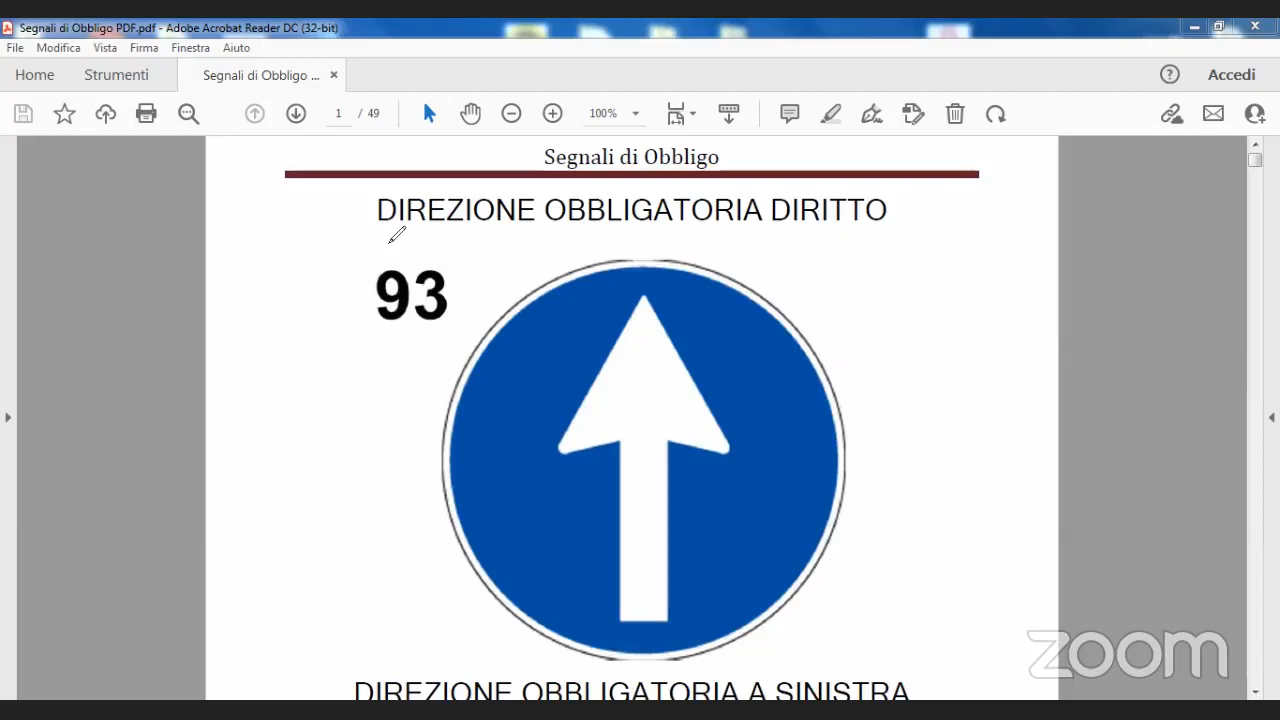 Segnali di Obbligo PDF.pdf - Adobe Acrobat Reader DC (32-bit)
File Modifica Vista Firma Finestra Aiuto
Home Strumenti Segnali di Obbligo ... × ? Accedi
1 / 49 100%
Segnali di Obbligo
DIREZIONE OBBLIGATORIA DIRITTO
93
zoom
DIREZIONE OBBLIGATORIA A SINISTRA